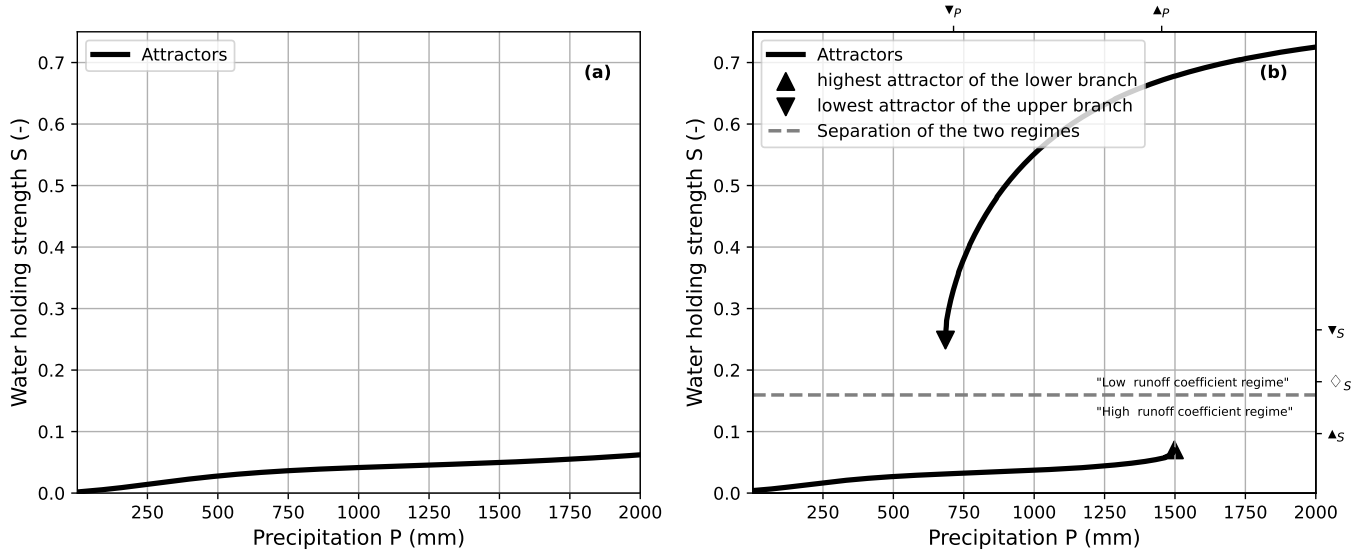 Attractors
(a)
0.7
0.6
0.5
0.4
0.3
0.2
0.1
0.0
Water holding strength S (-)
250 500 750 1000 1250 1500 1750 2000
Precipitation P (mm)
▼P ▲P
Attractors
highest attractor of the lower branch
lowest attractor of the upper branch
Separation of the two regimes
(b)
0.7
0.6
0.5
0.4
0.3
0.2
0.1
0.0
Water holding strength S (-)
"Low runoff coefficient regime"
"High runoff coefficient regime"
▼S
♢S
▲S
250 500 750 1000 1250 1500 1750 2000
Precipitation P (mm)